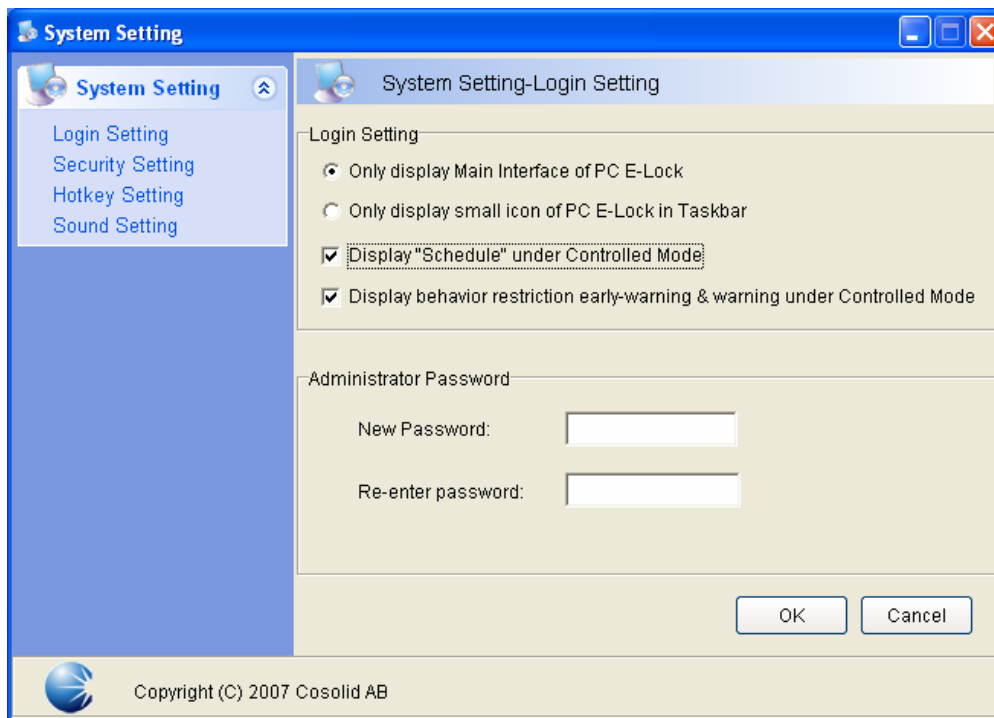 System Setting
System Setting
Login Setting
Security Setting
Hotkey Setting
Sound Setting
System Setting-Login Setting
Login Setting
Only display Main Interface of PC E-Lock
Only display small icon of PC E-Lock in Taskbar
Display "Schedule" under Controlled Mode
Display behavior restriction early-warning & warning under Controlled Mode
Administrator Password
New Password:
Re-enter password:
OK
Cancel
Copyright (C) 2007 Cosolid AB